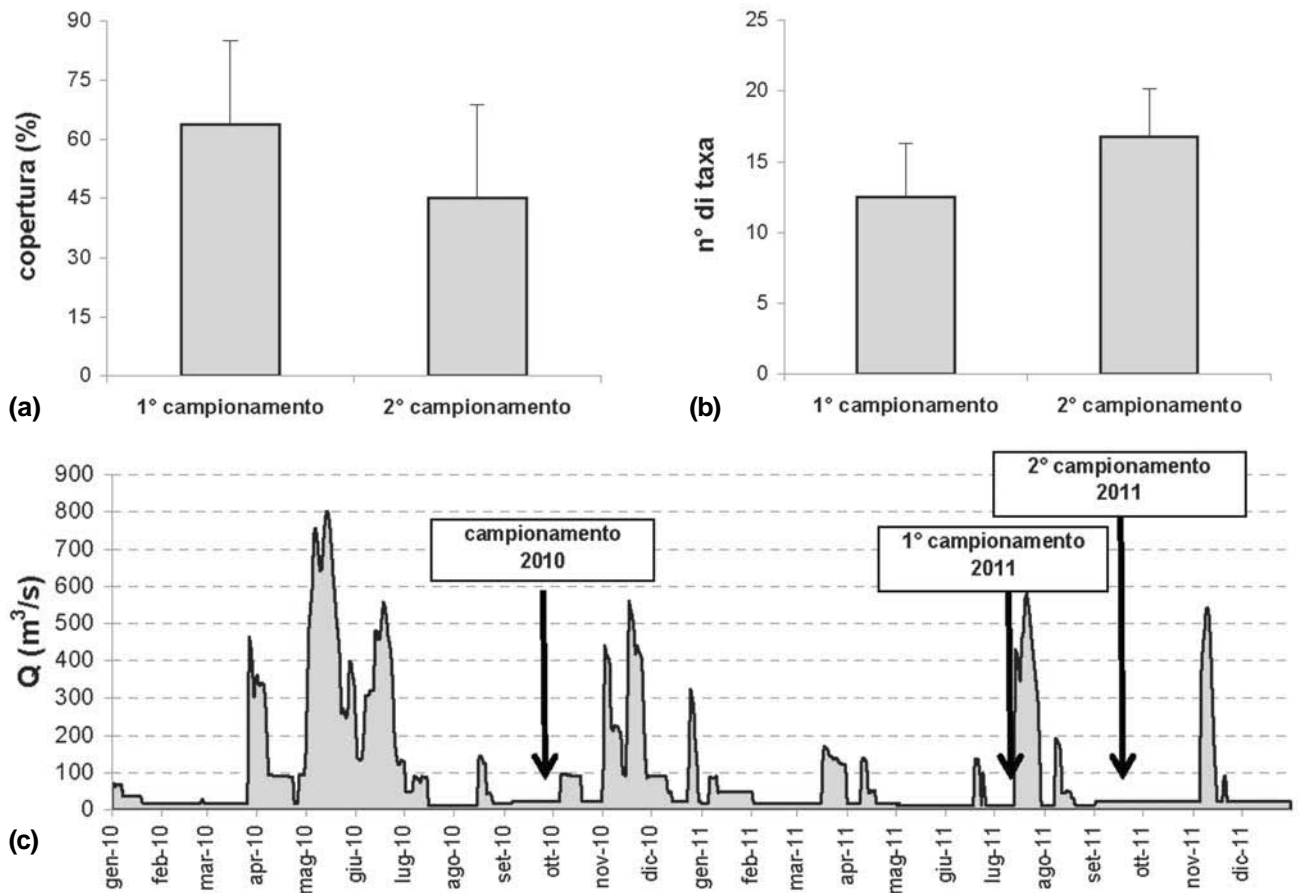 90
75
60
45
30
15
0
copertura (%)
1° campionamento
2° campionamento
(a)
25
20
15
10
5
0
n° di taxa
1° campionamento
2° campionamento
(b)
900
800
700
600
500
400
300
200
100
0
Q (m³/s)
campionamento
2010
1° campionamento
2011
2° campionamento
2011
gen-10
feb-10
mar-10
apr-10
mag-10
giu-10
lug-10
ago-10
set-10
ott-10
nov-10
dic-10
gen-11
feb-11
mar-11
apr-11
mag-11
giu-11
lug-11
ago-11
set-11
ott-11
nov-11
dic-11
(c)